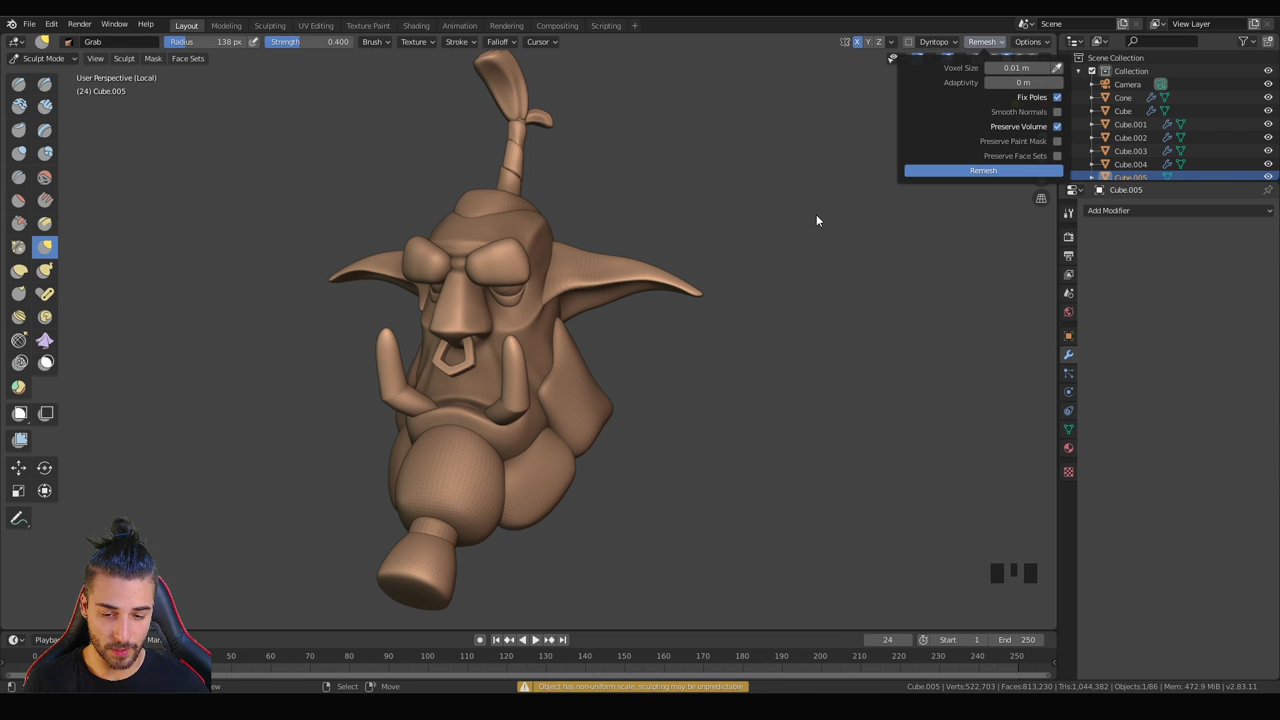 File Edit Render Window Help Layout Modeling Sculpting UV Editing Texture Paint Shading Animation Rendering Compositing Scripting + Scene View Layer
Grab Radius 138 px Strength 0.400 Brush Texture Stroke Falloff Cursor X Y Z Dyntopo Remesh Options
Sculpt Mode View Sculpt Mask Face Sets
User Perspective (Local)
(24) Cube.005
Voxel Size 0.01 m
Adaptivity 0 m
Fix Poles
Smooth Normals
Preserve Volume
Preserve Paint Mask
Preserve Face Sets
Remesh
Scene Collection
Collection
Camera
Cone
Cube
Cube.001
Cube.002
Cube.003
Cube.004
Cube.005
Cube.005
Add Modifier
Playback 24 Start 1 End 250
50 60 70 80 90 100 110 120 130 140 150 160 170 180 190 200 210 220 230 240 250
Select Move Object has non-uniform scale, sculpting may be unpredictable Cube.005 | Verts:522,703 | Faces:813,230 | Tris:1,044,382 | Objects:1/86 | Mem: 472.9 MiB | v2.83.11